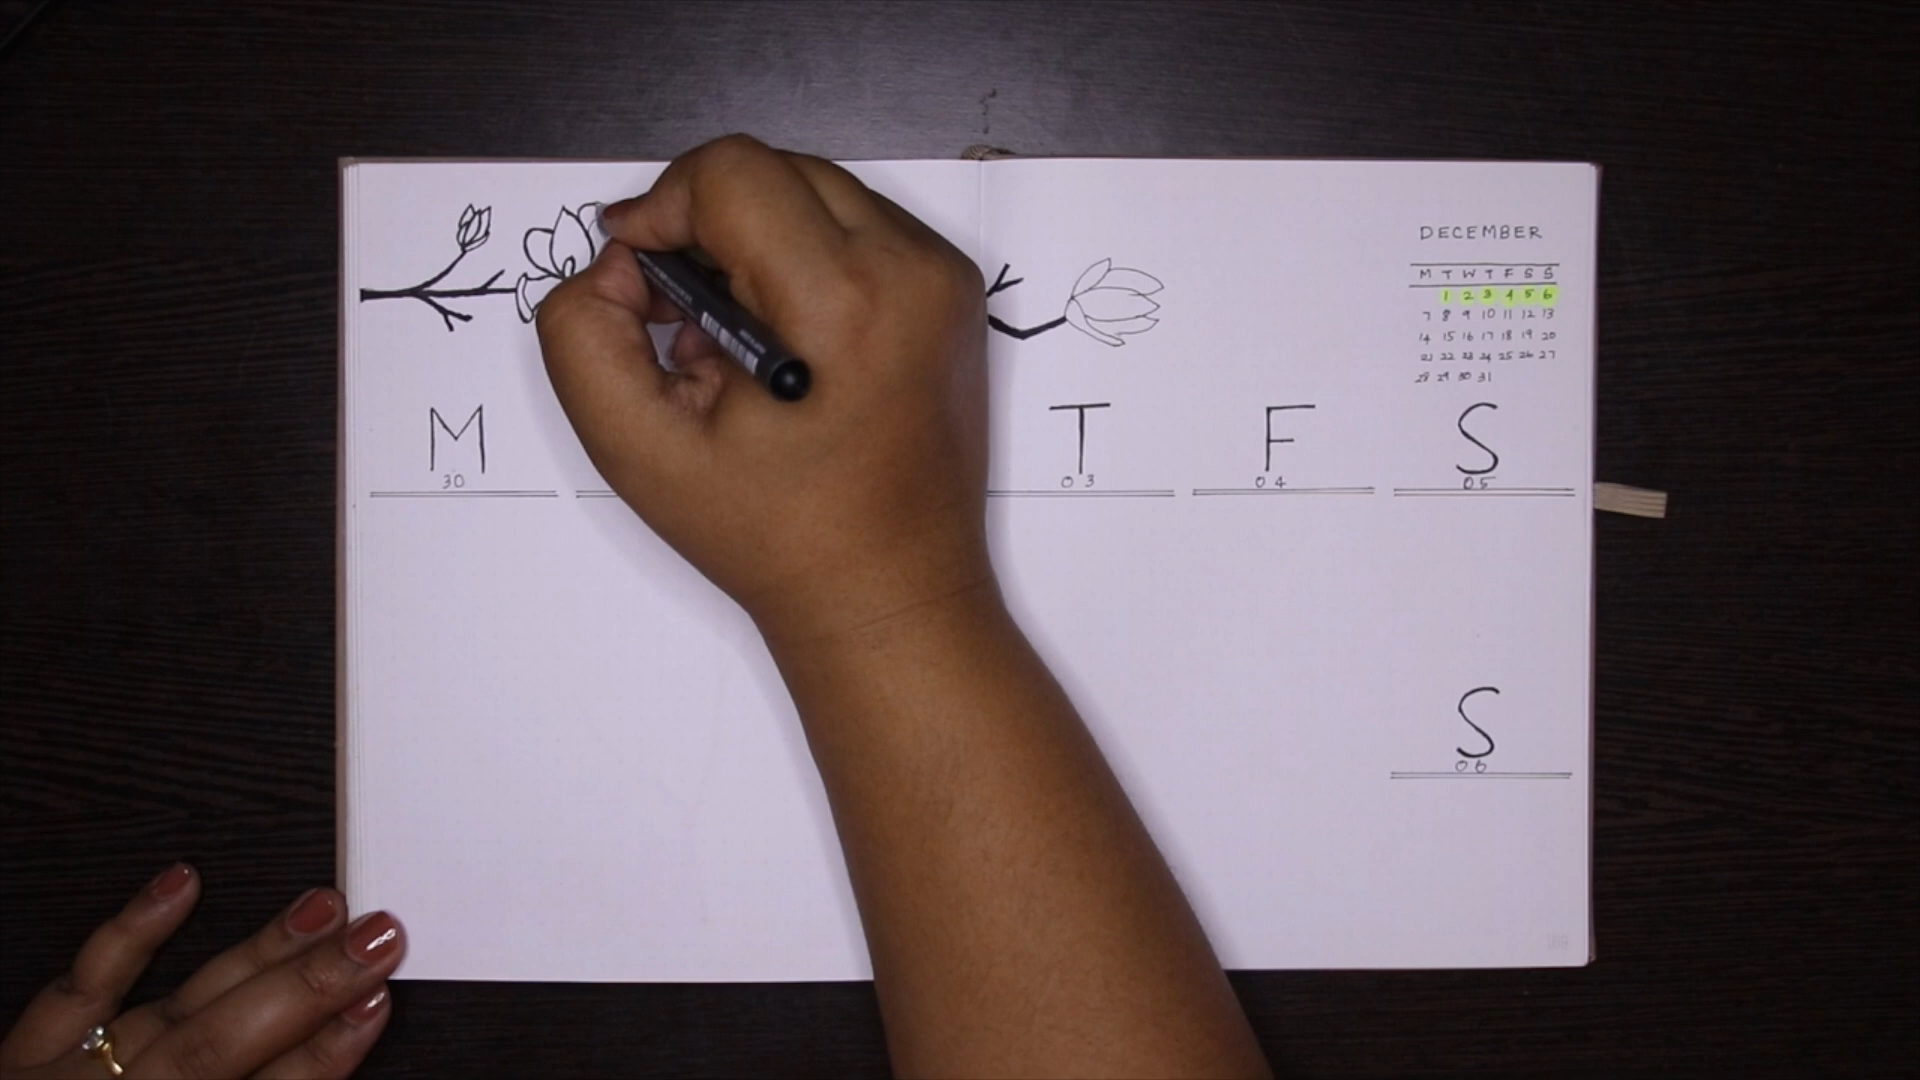 DECEMBER
M T W T F S S
1 2 3 4 5 6
7 8 9 10 11 12 13
14 15 16 17 18 19 20
21 22 23 24 25 26 27
28 29 30 31
M T F S
30 03 04 05
S
06